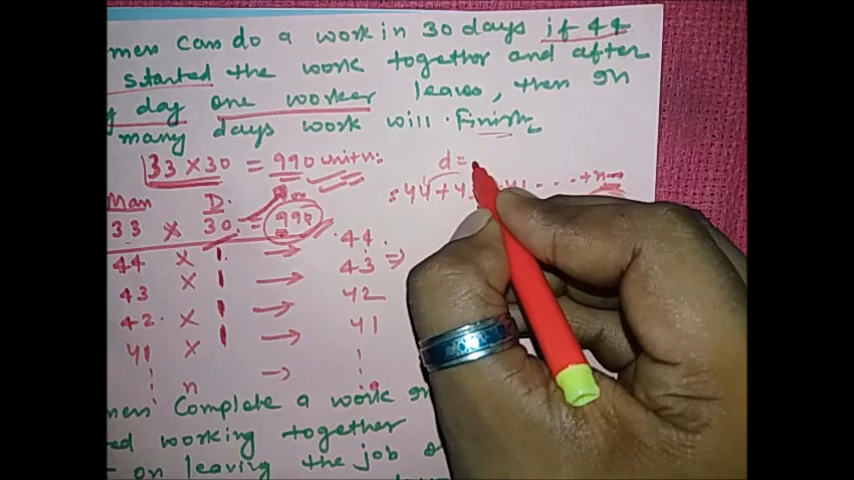 men can do a work in 30 days if 44
started the work together and after
day one worker leaves, then in
many days work will Finish
33 × 30 = 990 units
d =
S 44 + 4
Man D.
33 × 30 = 990
44 × 1 → 44
43 × 1 → 43 ⇒
42 × 1 → 42
41 × 1 → 41
n →
men Complete a work in
working together
on leaving the job